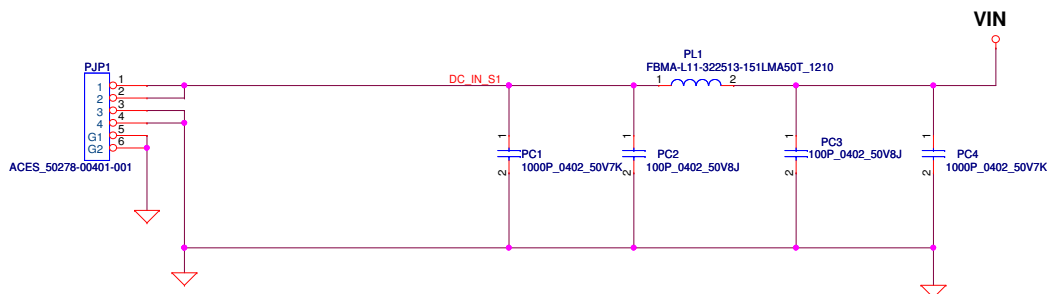 VIN
PJP1
PL1
FBMA-L11-322513-151LMA50T_1210
DC_IN_S1
1 2
1 1
2 2
3 3
4 4
G1 5
G2 6
ACES_50278-00401-001
1
2
PC1
1000P_0402_50V7K
1
2
PC2
100P_0402_50V8J
1
2
PC3
100P_0402_50V8J
1
2
PC4
1000P_0402_50V7K